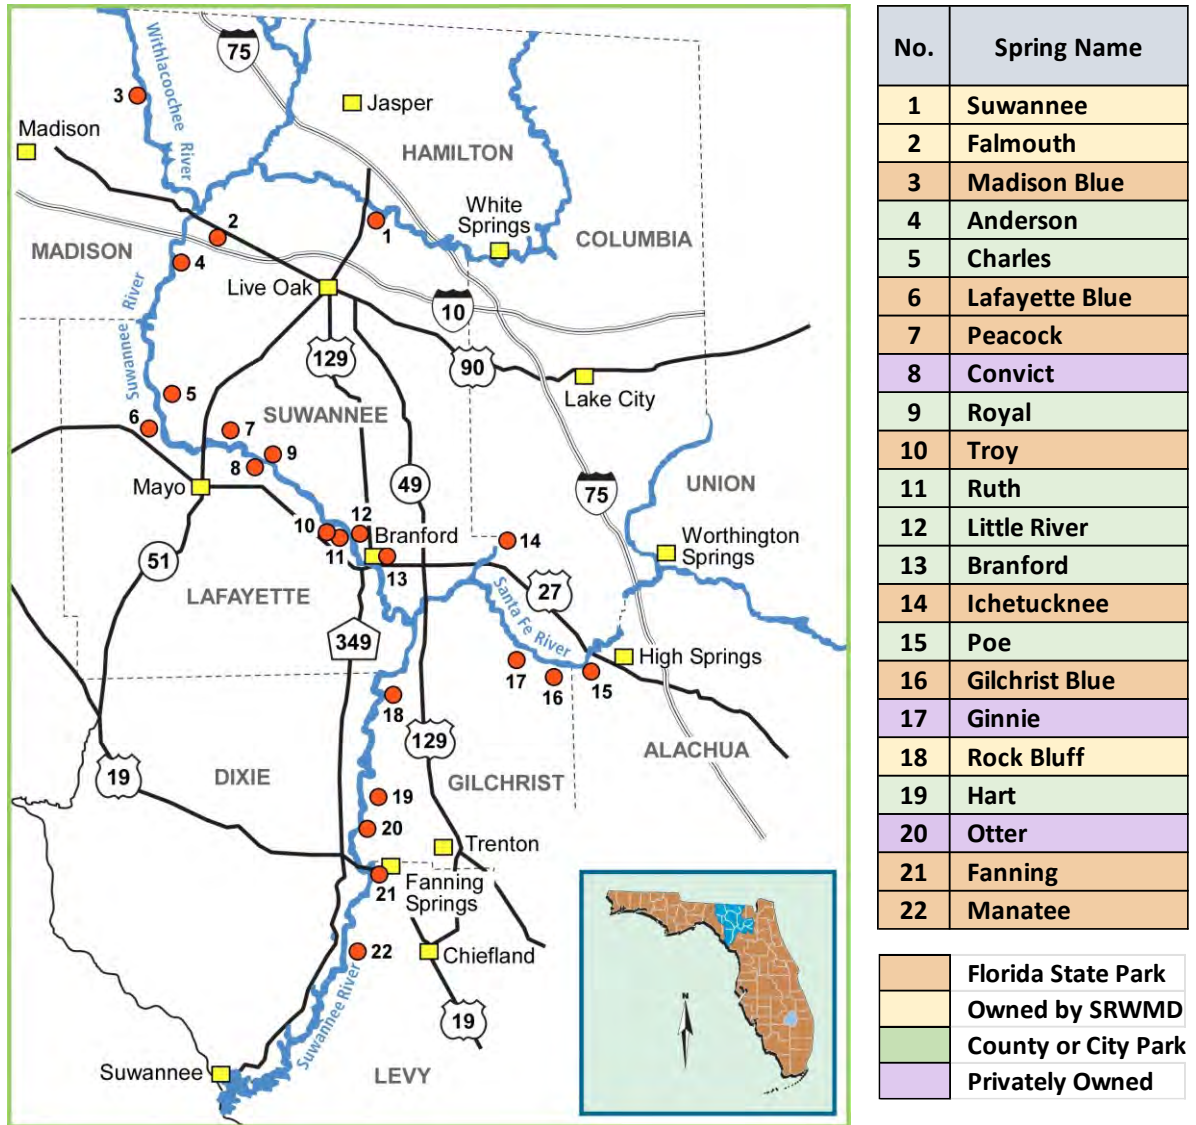 Withlacoochee River
75
Jasper
3
Madison
HAMILTON
White
Springs
2
1
MADISON
COLUMBIA
4
Live Oak
10
Suwannee River
129
90
5
Lake City
6
SUWANNEE
7
9
8
Mayo
49
75
UNION
10
12
Branford
14
Worthington
Springs
11
13
51
27
LAFAYETTE
Santa Fe River
349
High Springs
17
16
15
18
129
ALACHUA
19
DIXIE
GILCHRIST
19
20
Trenton
21
Fanning
Springs
22
Chiefland
N
19
Suwannee River
Suwannee
LEVY
No. Spring Name
1 Suwannee
2 Falmouth
3 Madison Blue
4 Anderson
5 Charles
6 Lafayette Blue
7 Peacock
8 Convict
9 Royal
10 Troy
11 Ruth
12 Little River
13 Branford
14 Ichetucknee
15 Poe
16 Gilchrist Blue
17 Ginnie
18 Rock Bluff
19 Hart
20 Otter
21 Fanning
22 Manatee
Florida State Park
Owned by SRWMD
County or City Park
Privately Owned